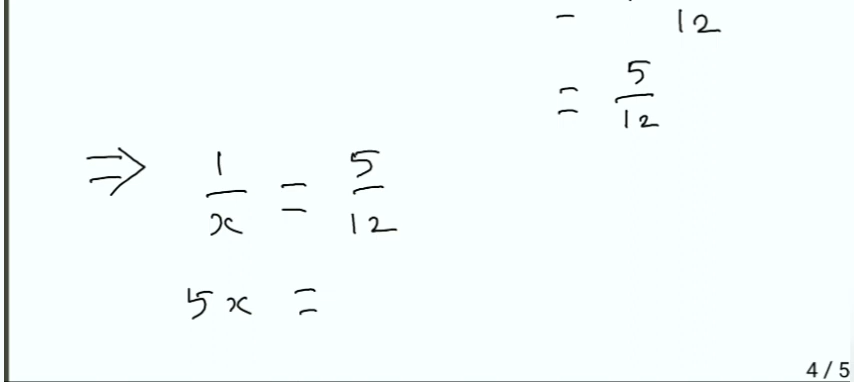 = 12
= 5/12
⇒ 1/x = 5/12
5x =
4 / 5